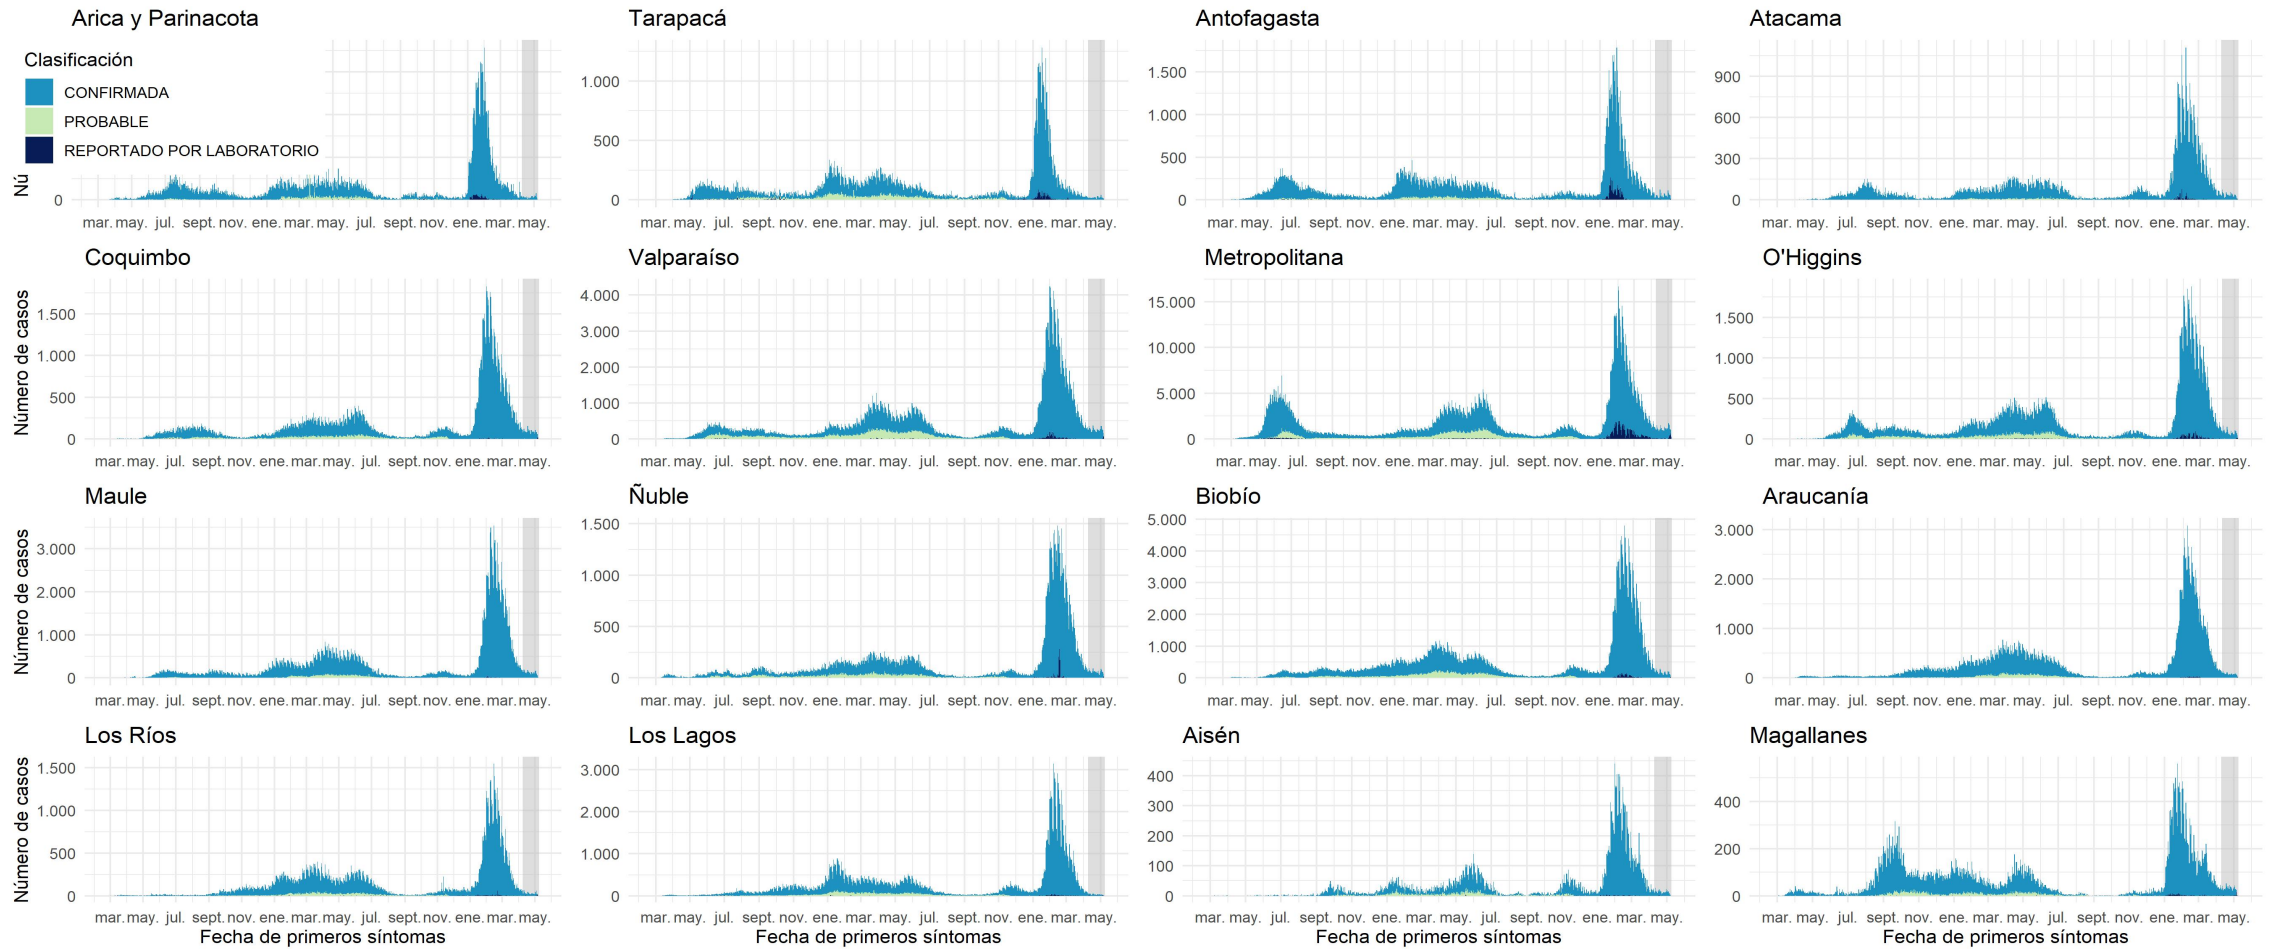 Arica y Parinacota
Clasificación
CONFIRMADA
PROBABLE
REPORTADO POR LABORATORIO
Nú
0
mar. may. jul. sept. nov. ene. mar. may. jul. sept. nov. ene. mar. may.
Tarapacá
1.000
500
0
mar. may. jul. sept. nov. ene. mar. may. jul. sept. nov. ene. mar. may.
Antofagasta
1.500
1.000
500
0
mar. may. jul. sept. nov. ene. mar. may. jul. sept. nov. ene. mar. may.
Atacama
900
600
300
0
mar. may. jul. sept. nov. ene. mar. may. jul. sept. nov. ene. mar. may.
Coquimbo
Número de casos
1.500
1.000
500
0
mar. may. jul. sept. nov. ene. mar. may. jul. sept. nov. ene. mar. may.
Valparaíso
4.000
3.000
2.000
1.000
0
mar. may. jul. sept. nov. ene. mar. may. jul. sept. nov. ene. mar. may.
Metropolitana
15.000
10.000
5.000
0
mar. may. jul. sept. nov. ene. mar. may. jul. sept. nov. ene. mar. may.
O'Higgins
1.500
1.000
500
0
mar. may. jul. sept. nov. ene. mar. may. jul. sept. nov. ene. mar. may.
Maule
Número de casos
3.000
2.000
1.000
0
mar. may. jul. sept. nov. ene. mar. may. jul. sept. nov. ene. mar. may.
Ñuble
1.500
1.000
500
0
mar. may. jul. sept. nov. ene. mar. may. jul. sept. nov. ene. mar. may.
Biobío
5.000
4.000
3.000
2.000
1.000
0
mar. may. jul. sept. nov. ene. mar. may. jul. sept. nov. ene. mar. may.
Araucanía
3.000
2.000
1.000
0
mar. may. jul. sept. nov. ene. mar. may. jul. sept. nov. ene. mar. may.
Los Ríos
Número de casos
1.500
1.000
500
0
mar. may. jul. sept. nov. ene. mar. may. jul. sept. nov. ene. mar. may.
Fecha de primeros síntomas
Los Lagos
3.000
2.000
1.000
0
mar. may. jul. sept. nov. ene. mar. may. jul. sept. nov. ene. mar. may.
Fecha de primeros síntomas
Aisén
400
300
200
100
0
mar. may. jul. sept. nov. ene. mar. may. jul. sept. nov. ene. mar. may.
Fecha de primeros síntomas
Magallanes
400
200
0
mar. may. jul. sept. nov. ene. mar. may. jul. sept. nov. ene. mar. may.
Fecha de primeros síntomas